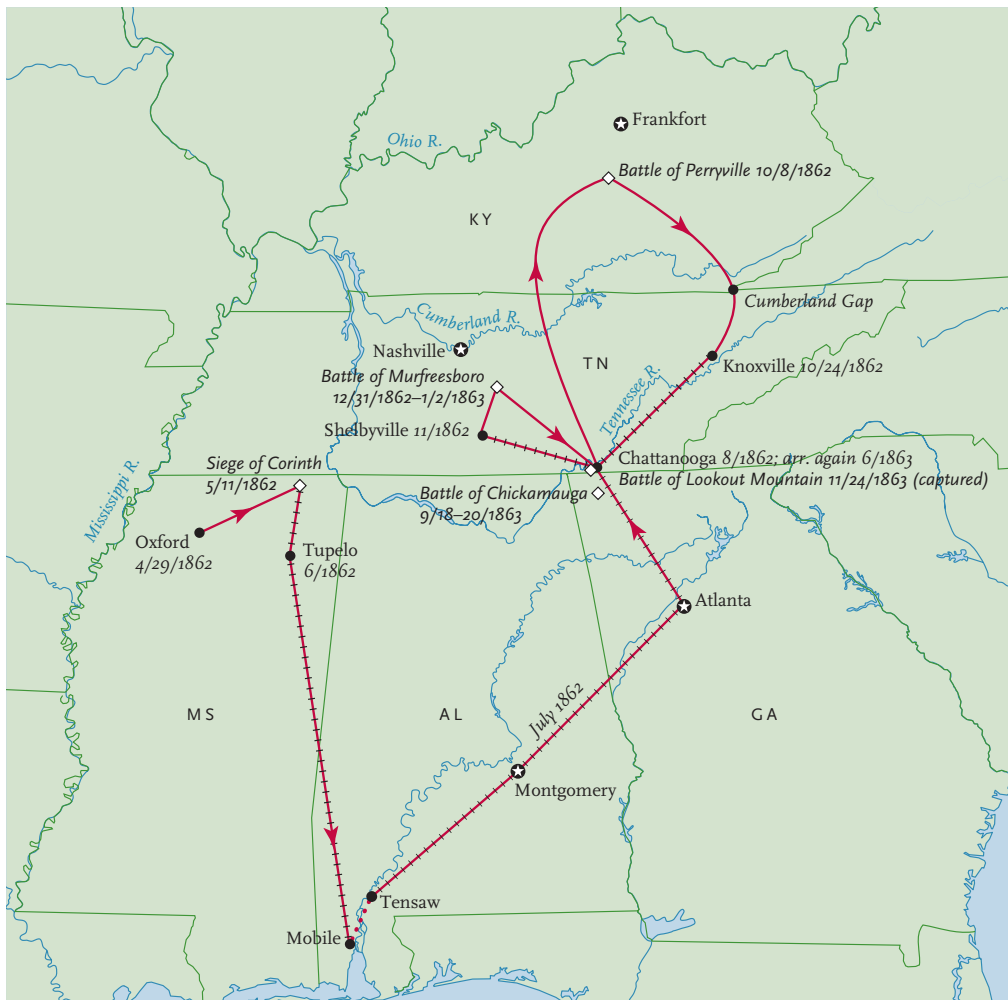 Frankfort
Ohio R.
Battle of Perryville 10/8/1862
KY
Cumberland Gap
Cumberland R.
Nashville
TN
Knoxville 10/24/1862
Battle of Murfreesboro
12/31/1862–1/2/1863
Tennessee R.
Shelbyville 11/1862
Chattanooga 8/1862; arr. again 6/1863
Battle of Lookout Mountain 11/24/1863 (captured)
Siege of Corinth
5/11/1862
Battle of Chickamauga
9/18–20/1863
Mississippi R.
Oxford
4/29/1862
Tupelo
6/1862
Atlanta
MS
AL
July 1862
GA
Montgomery
Tensaw
Mobile